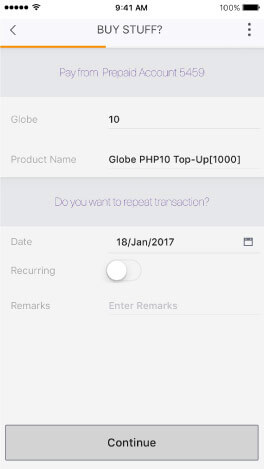 9:41 AM 100%
BUY STUFF?
Pay from Prepaid Account 5459
Globe 10
Product Name Globe PHP10 Top-Up[1000]
Do you want to repeat transaction?
Date 18/Jan/2017
Recurring
Remarks Enter Remarks
Continue